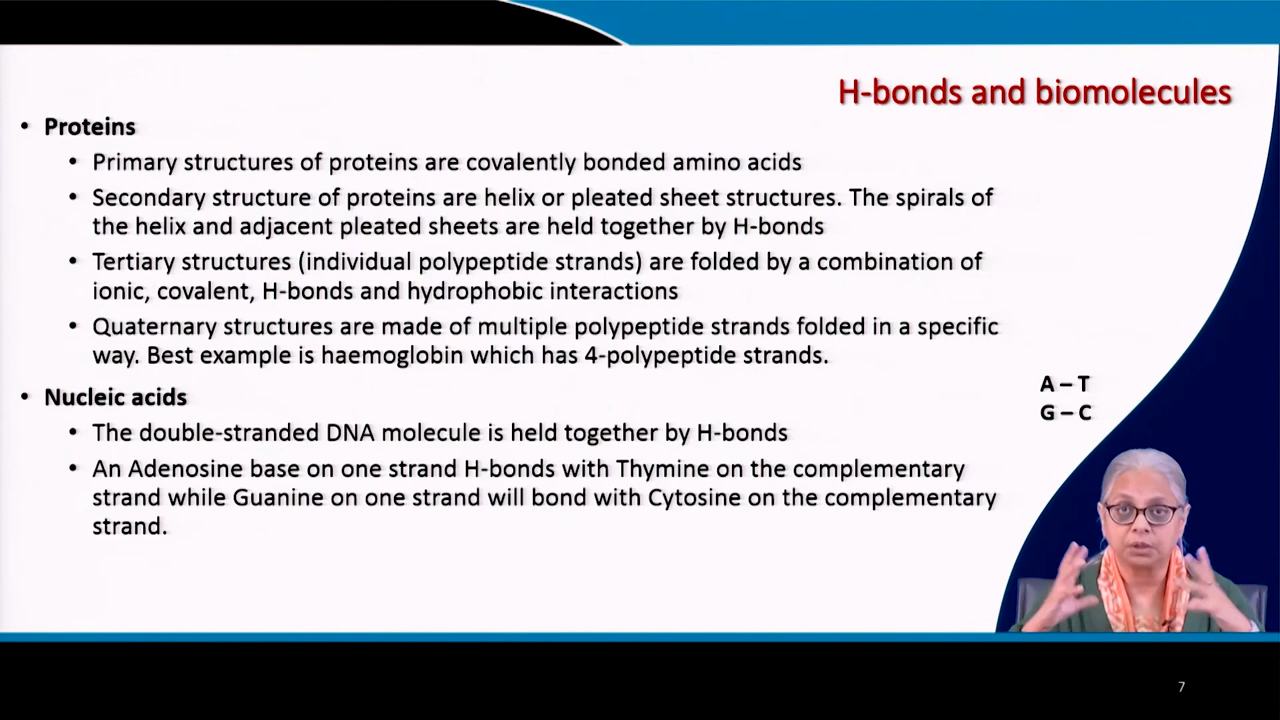 H-bonds and biomolecules
• Proteins
• Primary structures of proteins are covalently bonded amino acids
• Secondary structure of proteins are helix or pleated sheet structures. The spirals of
the helix and adjacent pleated sheets are held together by H-bonds
• Tertiary structures (individual polypeptide strands) are folded by a combination of
ionic, covalent, H-bonds and hydrophobic interactions
• Quaternary structures are made of multiple polypeptide strands folded in a specific
way. Best example is haemoglobin which has 4-polypeptide strands.
• Nucleic acids
• The double-stranded DNA molecule is held together by H-bonds
• An Adenosine base on one strand H-bonds with Thymine on the complementary
strand while Guanine on one strand will bond with Cytosine on the complementary
strand.
A – T
G – C
7